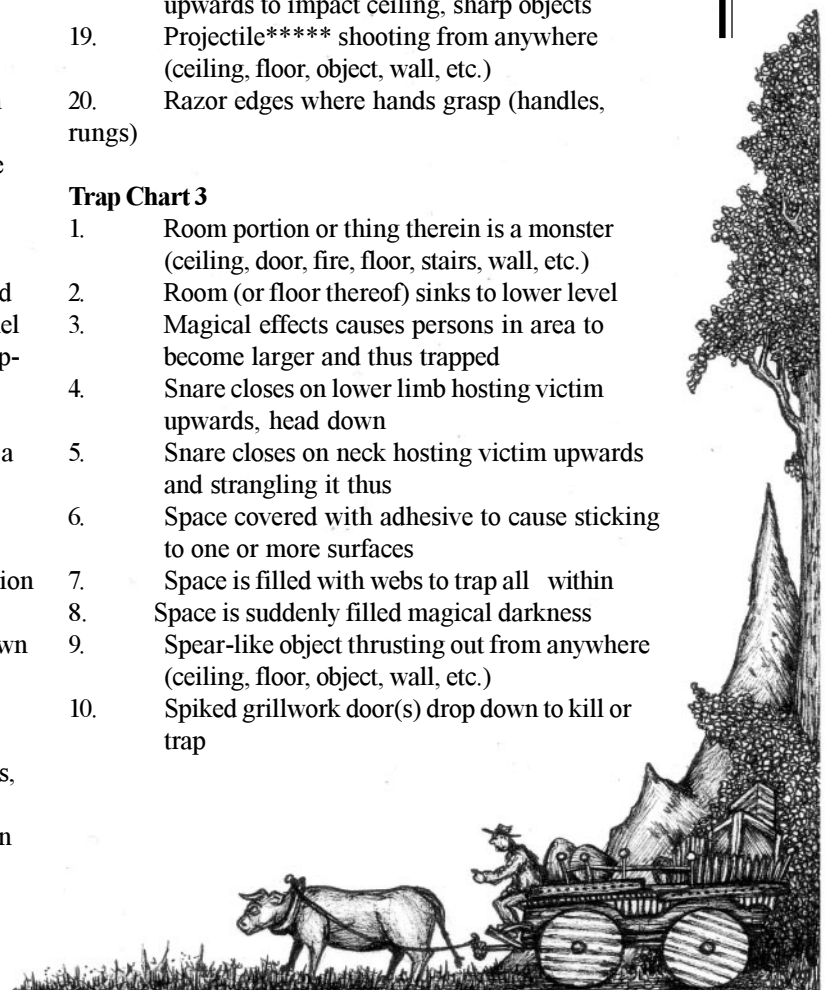 n
e
d
el
p-
a
ion
wn
s,
n
upwards to impact ceiling, sharp objects
19. Projectile***** shooting from anywhere
(ceiling, floor, object, wall, etc.)
20. Razor edges where hands grasp (handles,
rungs)
Trap Chart 3
1. Room portion or thing therein is a monster
(ceiling, door, fire, floor, stairs, wall, etc.)
2. Room (or floor thereof) sinks to lower level
3. Magical effects causes persons in area to
become larger and thus trapped
4. Snare closes on lower limb hosting victim
upwards, head down
5. Snare closes on neck hosting victim upwards
and strangling it thus
6. Space covered with adhesive to cause sticking
to one or more surfaces
7. Space is filled with webs to trap all within
8. Space is suddenly filled magical darkness
9. Spear-like object thrusting out from anywhere
(ceiling, floor, object, wall, etc.)
10. Spiked grillwork door(s) drop down to kill or
trap